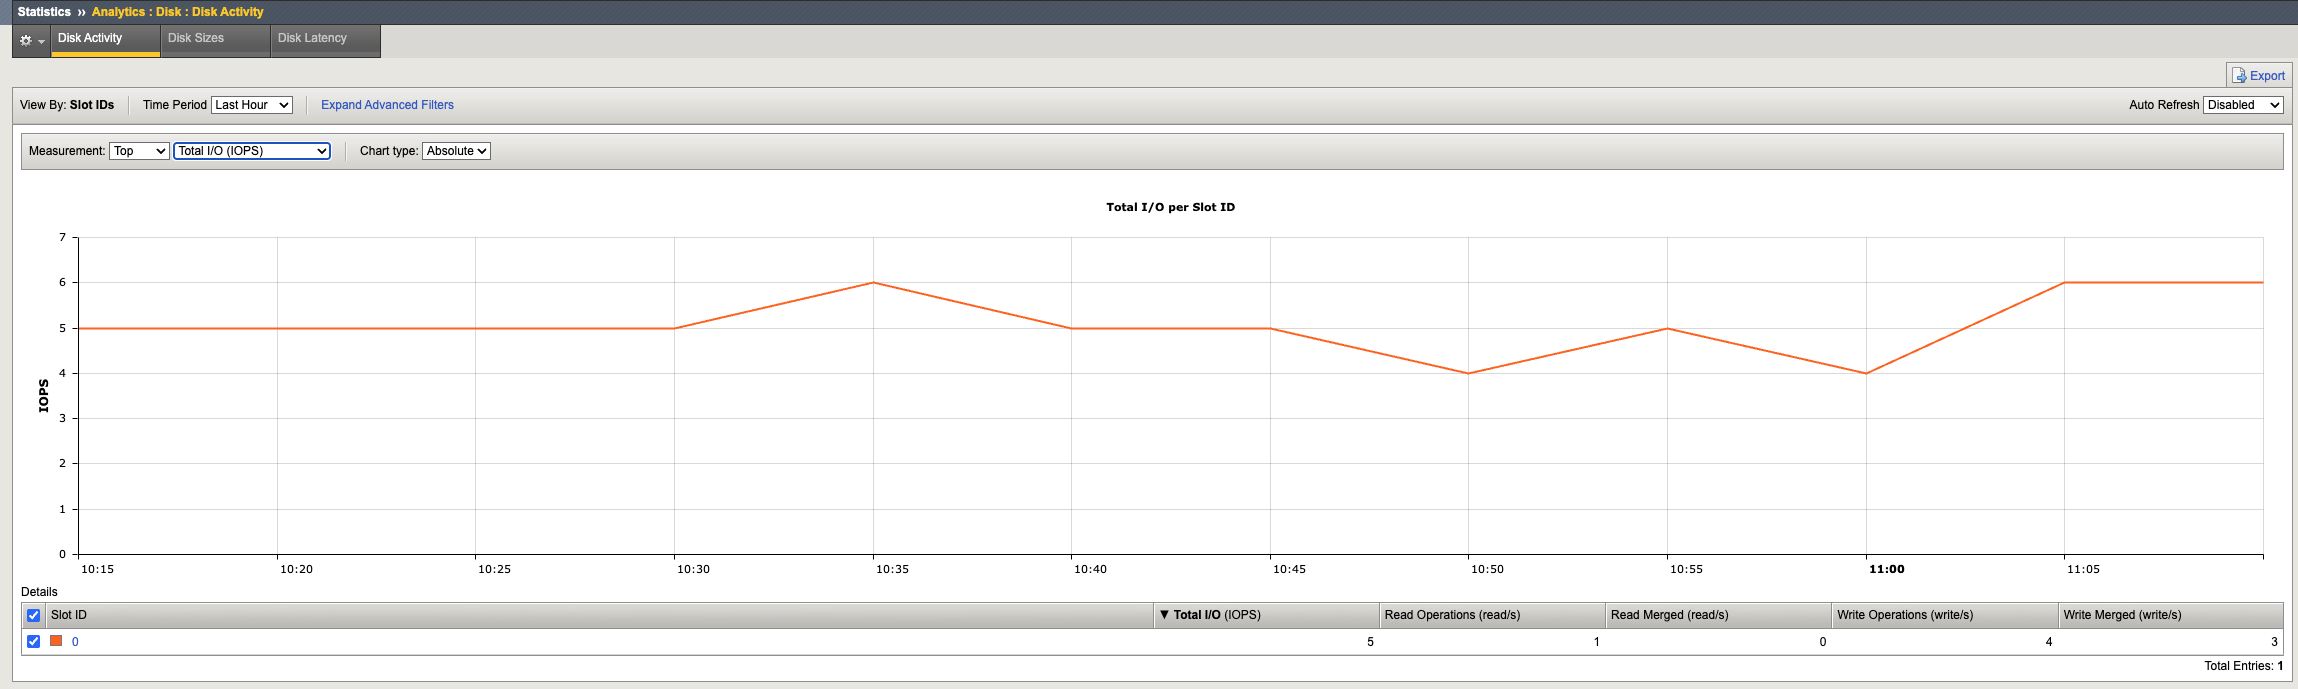 Statistics ›› Analytics : Disk : Disk Activity
Disk Activity Disk Sizes Disk Latency
Export
View By: Slot IDs Time Period Last Hour Expand Advanced Filters Auto Refresh Disabled
Measurement: Top Total I/O (IOPS) Chart type: Absolute
Total I/O per Slot ID
7
6
5
4
3
2
1
0
IOPS
10:15 10:20 10:25 10:30 10:35 10:40 10:45 10:50 10:55 11:00 11:05
Details
Slot ID ▼ Total I/O (IOPS) Read Operations (read/s) Read Merged (read/s) Write Operations (write/s) Write Merged (write/s)
0 5 1 0 4 3
Total Entries: 1